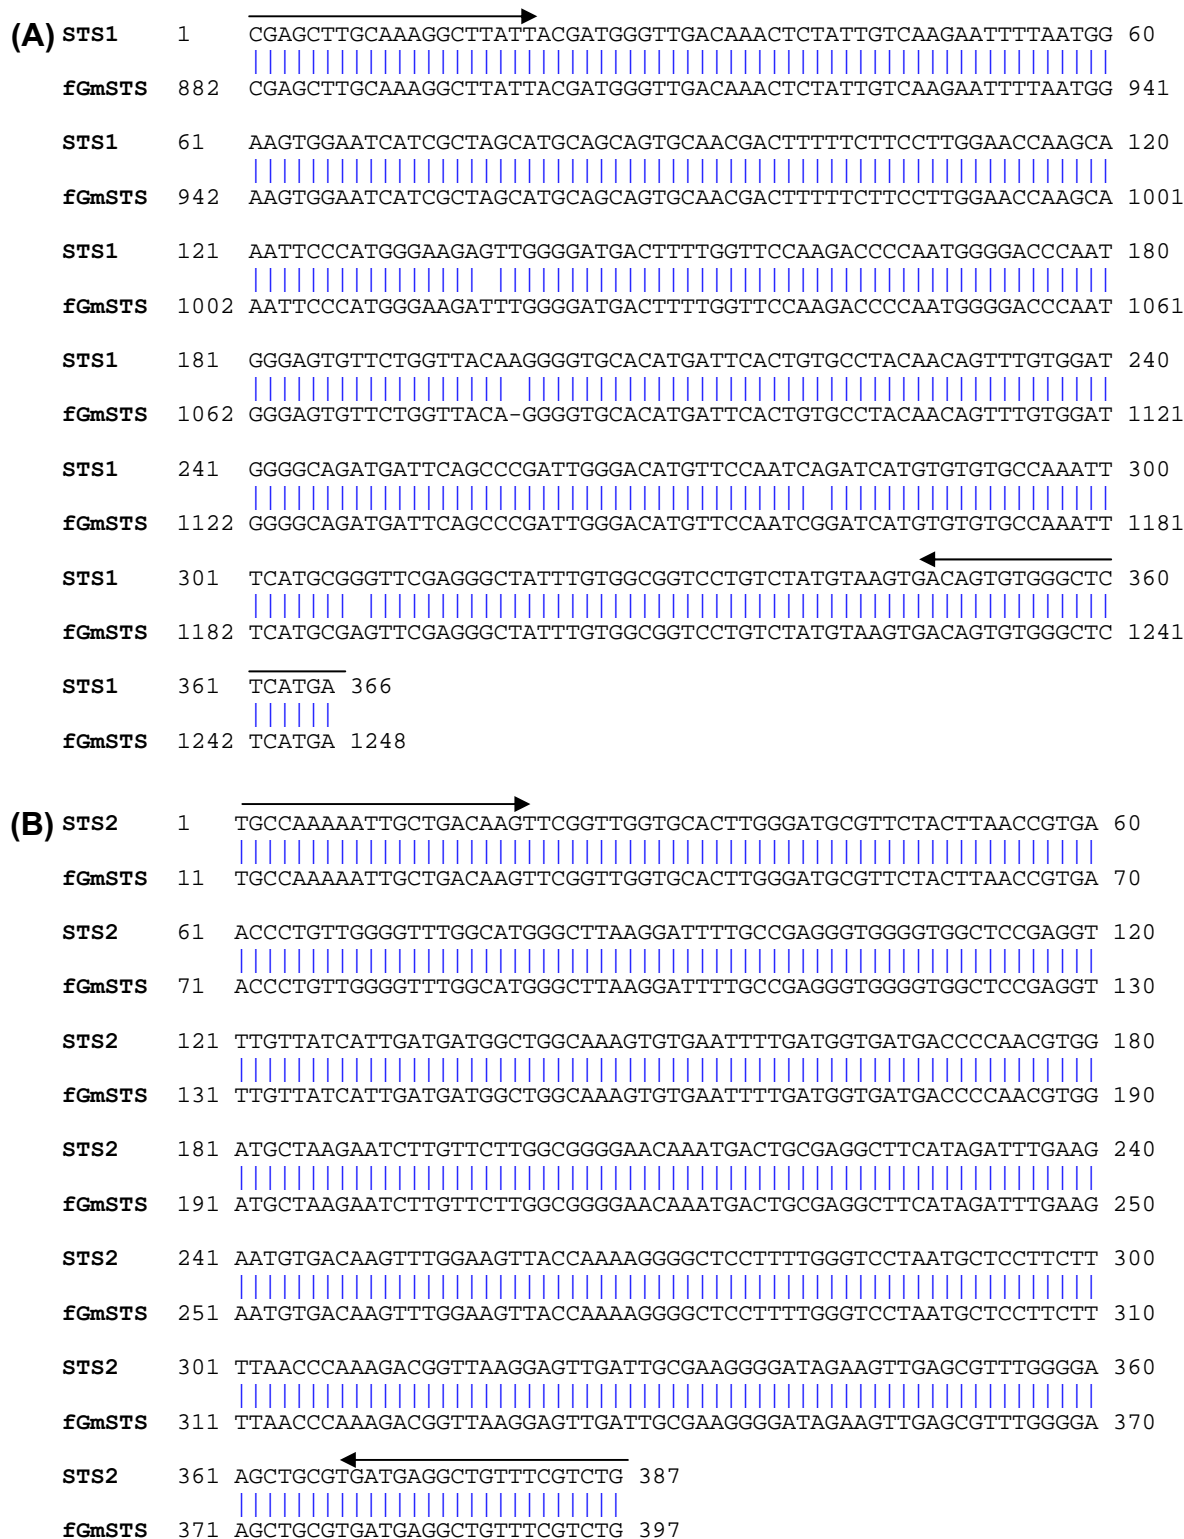 (A) STS1 1 CGAGCTTGCAAAGGCTTATTACGATGGGTTGACAAACTCTATTGTCAAGAATTTTAATGG 60
fGmSTS 882 CGAGCTTGCAAAGGCTTATTACGATGGGTTGACAAACTCTATTGTCAAGAATTTTAATGG 941
STS1 61 AAGTGGAATCATCGCTAGCATGCAGCAGTGCAACGACTTTTTCTTCCTTGGAACCAAGCA 120
fGmSTS 942 AAGTGGAATCATCGCTAGCATGCAGCAGTGCAACGACTTTTTCTTCCTTGGAACCAAGCA 1001
STS1 121 AATTCCCATGGGAAGAGTTGGGGATGACTTTTGGTTCCAAGACCCCAATGGGGACCCAAT 180
fGmSTS 1002 AATTCCCATGGGAAGATTTGGGGATGACTTTTGGTTCCAAGACCCCAATGGGGACCCAAT 1061
STS1 181 GGGAGTGTTCTGGTTACAAGGGGTGCACATGATTCACTGTGCCTACAACAGTTTGTGGAT 240
fGmSTS 1062 GGGAGTGTTCTGGTTACA-GGGGTGCACATGATTCACTGTGCCTACAACAGTTTGTGGAT 1121
STS1 241 GGGGCAGATGATTCAGCCCGATTGGGACATGTTCCAATCAGATCATGTGTGTGCCAAATT 300
fGmSTS 1122 GGGGCAGATGATTCAGCCCGATTGGGACATGTTCCAATCGGATCATGTGTGTGCCAAATT 1181
STS1 301 TCATGCGGGTTCGAGGGCTATTTGTGGCGGTCCTGTCTATGTAAGTGACAGTGTGGGCTC 360
fGmSTS 1182 TCATGCGAGTTCGAGGGCTATTTGTGGCGGTCCTGTCTATGTAAGTGACAGTGTGGGCTC 1241
STS1 361 TCATGA 366
fGmSTS 1242 TCATGA 1248
(B) STS2 1 TGCCAAAAATTGCTGACAAGTTCGGTTGGTGCACTTGGGATGCGTTCTACTTAACCGTGA 60
fGmSTS 11 TGCCAAAAATTGCTGACAAGTTCGGTTGGTGCACTTGGGATGCGTTCTACTTAACCGTGA 70
STS2 61 ACCCTGTTGGGGTTTGGCATGGGCTTAAGGATTTTGCCGAGGGTGGGGTGGCTCCGAGGT 120
fGmSTS 71 ACCCTGTTGGGGTTTGGCATGGGCTTAAGGATTTTGCCGAGGGTGGGGTGGCTCCGAGGT 130
STS2 121 TTGTTATCATTGATGATGGCTGGCAAAGTGTGAATTTTGATGGTGATGACCCCAACGTGG 180
fGmSTS 131 TTGTTATCATTGATGATGGCTGGCAAAGTGTGAATTTTGATGGTGATGACCCCAACGTGG 190
STS2 181 ATGCTAAGAATCTTGTTCTTGGCGGGGAACAAATGACTGCGAGGCTTCATAGATTTGAAG 240
fGmSTS 191 ATGCTAAGAATCTTGTTCTTGGCGGGGAACAAATGACTGCGAGGCTTCATAGATTTGAAG 250
STS2 241 AATGTGACAAGTTTGGAAGTTACCAAAAGGGGCTCCTTTTGGGTCCTAATGCTCCTTCTT 300
fGmSTS 251 AATGTGACAAGTTTGGAAGTTACCAAAAGGGGCTCCTTTTGGGTCCTAATGCTCCTTCTT 310
STS2 301 TTAACCCAAAGACGGTTAAGGAGTTGATTGCGAAGGGGATAGAAGTTGAGCGTTTGGGGA 360
fGmSTS 311 TTAACCCAAAGACGGTTAAGGAGTTGATTGCGAAGGGGATAGAAGTTGAGCGTTTGGGGA 370
STS2 361 AGCTGCGTGATGAGGCTGTTTCGTCTG 387
fGmSTS 371 AGCTGCGTGATGAGGCTGTTTCGTCTG 397